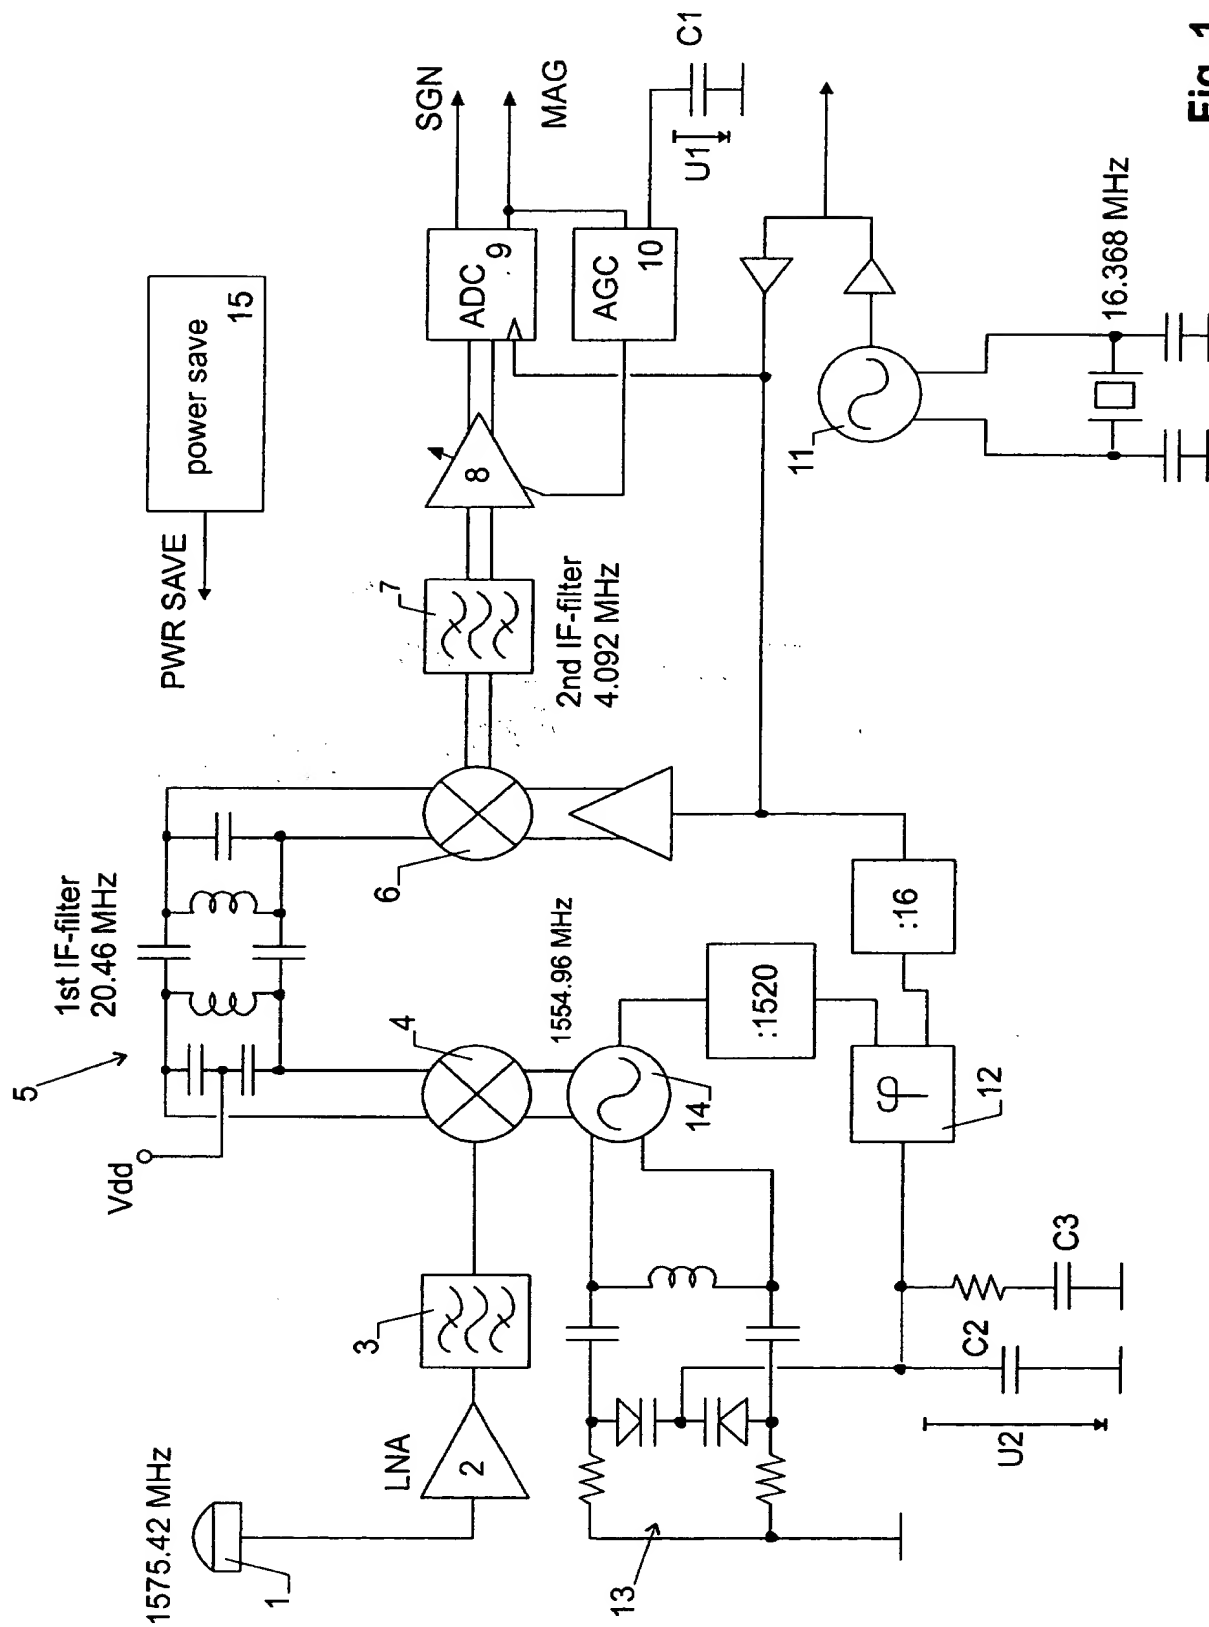 1575.42 MHz
1
LNA
2
3
Vdd
5
1st IF-filter
20.46 MHz
4
6
1554.96 MHz
14
13
:1520
:16
φ
12
C2
C3
U2
PWR SAVE
power save
15
7
2nd IF-filter
4.092 MHz
8
ADC
9
SGN
MAG
AGC
10
C1
U1
11
16.368 MHz
Fig. 1